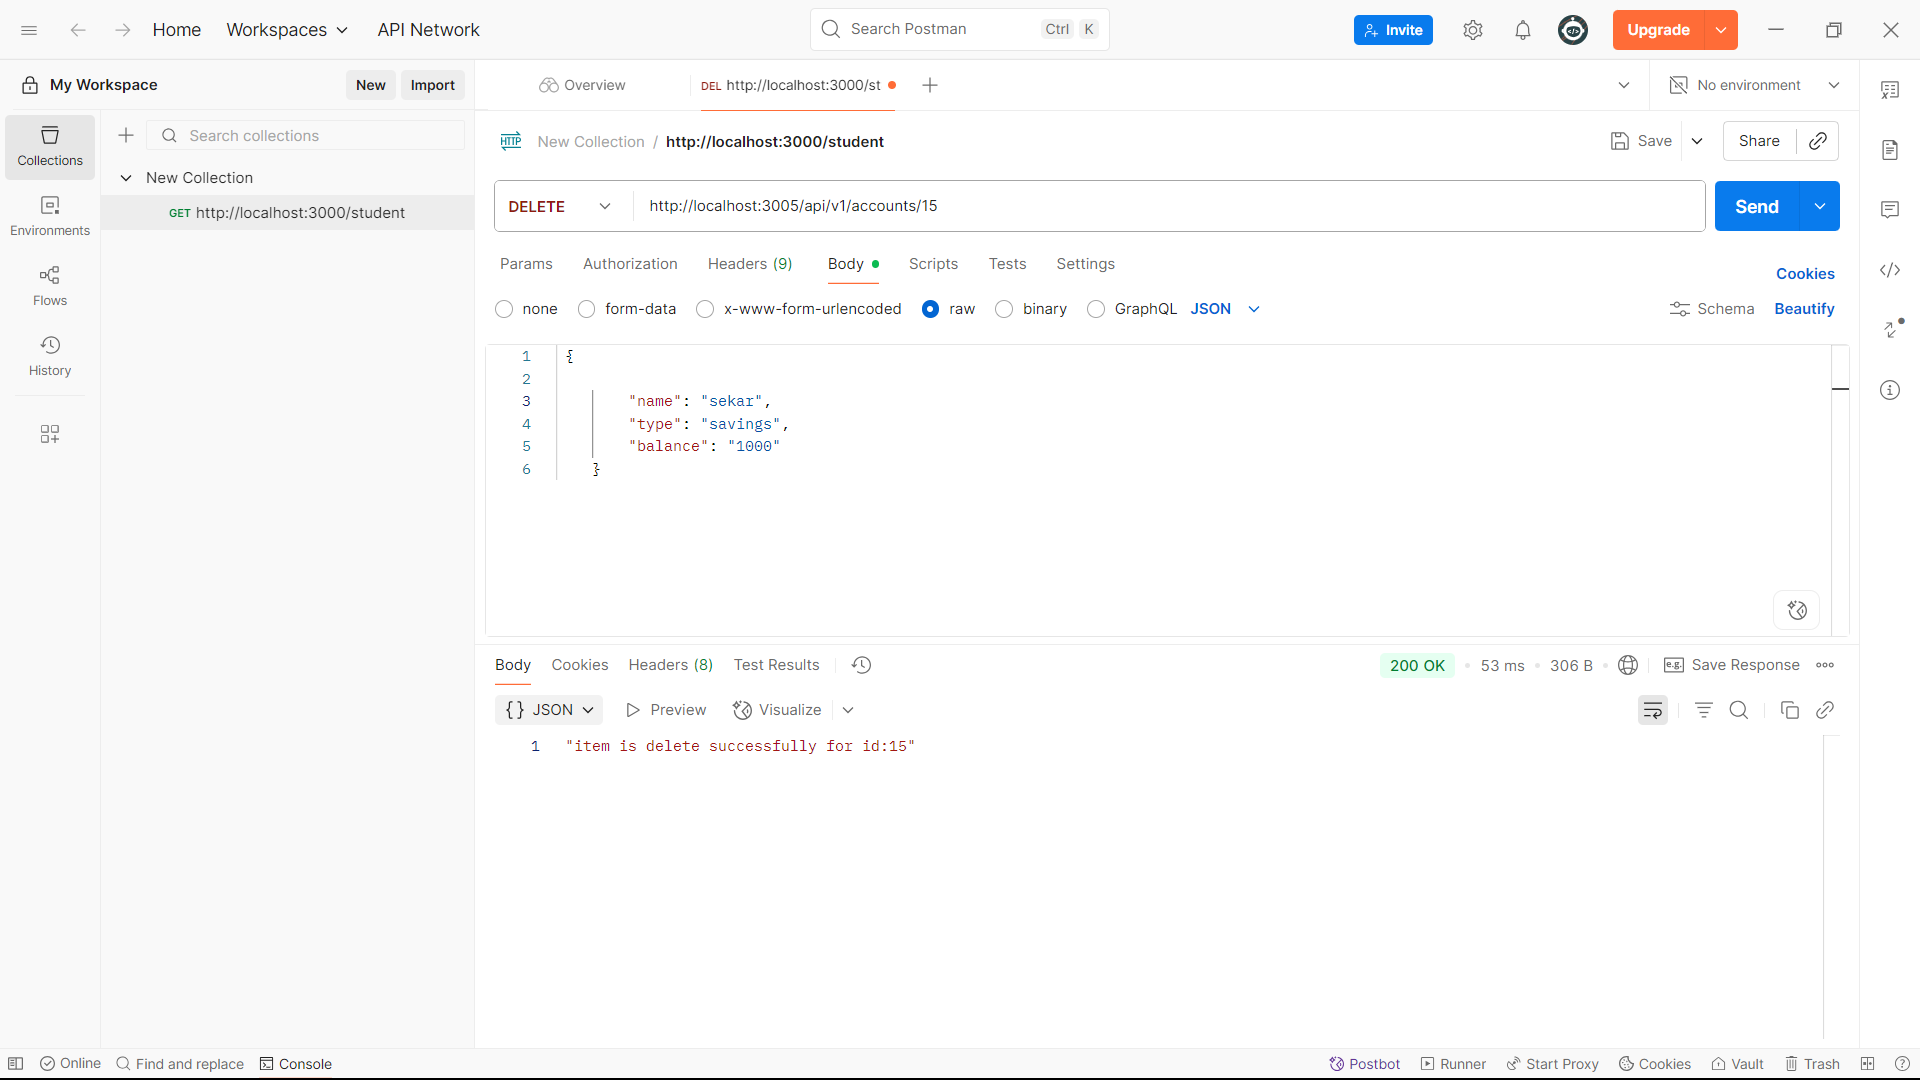 Home Workspaces API Network Search Postman Ctrl K Invite Upgrade
My Workspace New Import Overview DEL http://localhost:3000/st No environment
Collections Search collections New Collection / http://localhost:3000/student Save Share
New Collection
GET http://localhost:3000/student DELETE http://localhost:3005/api/v1/accounts/15 Send
Environments
Flows
History
Params Authorization Headers (9) Body Scripts Tests Settings Cookies
none form-data x-www-form-urlencoded raw binary GraphQL JSON Schema Beautify
1 {
2
3 "name": "sekar",
4 "type": "savings",
5 "balance": "1000"
6 }
Body Cookies Headers (8) Test Results 200 OK 53 ms 306 B e.g. Save Response
{} JSON Preview Visualize
1 "item is delete successfully for id:15"
Online Find and replace Console Postbot Runner Start Proxy Cookies Vault Trash